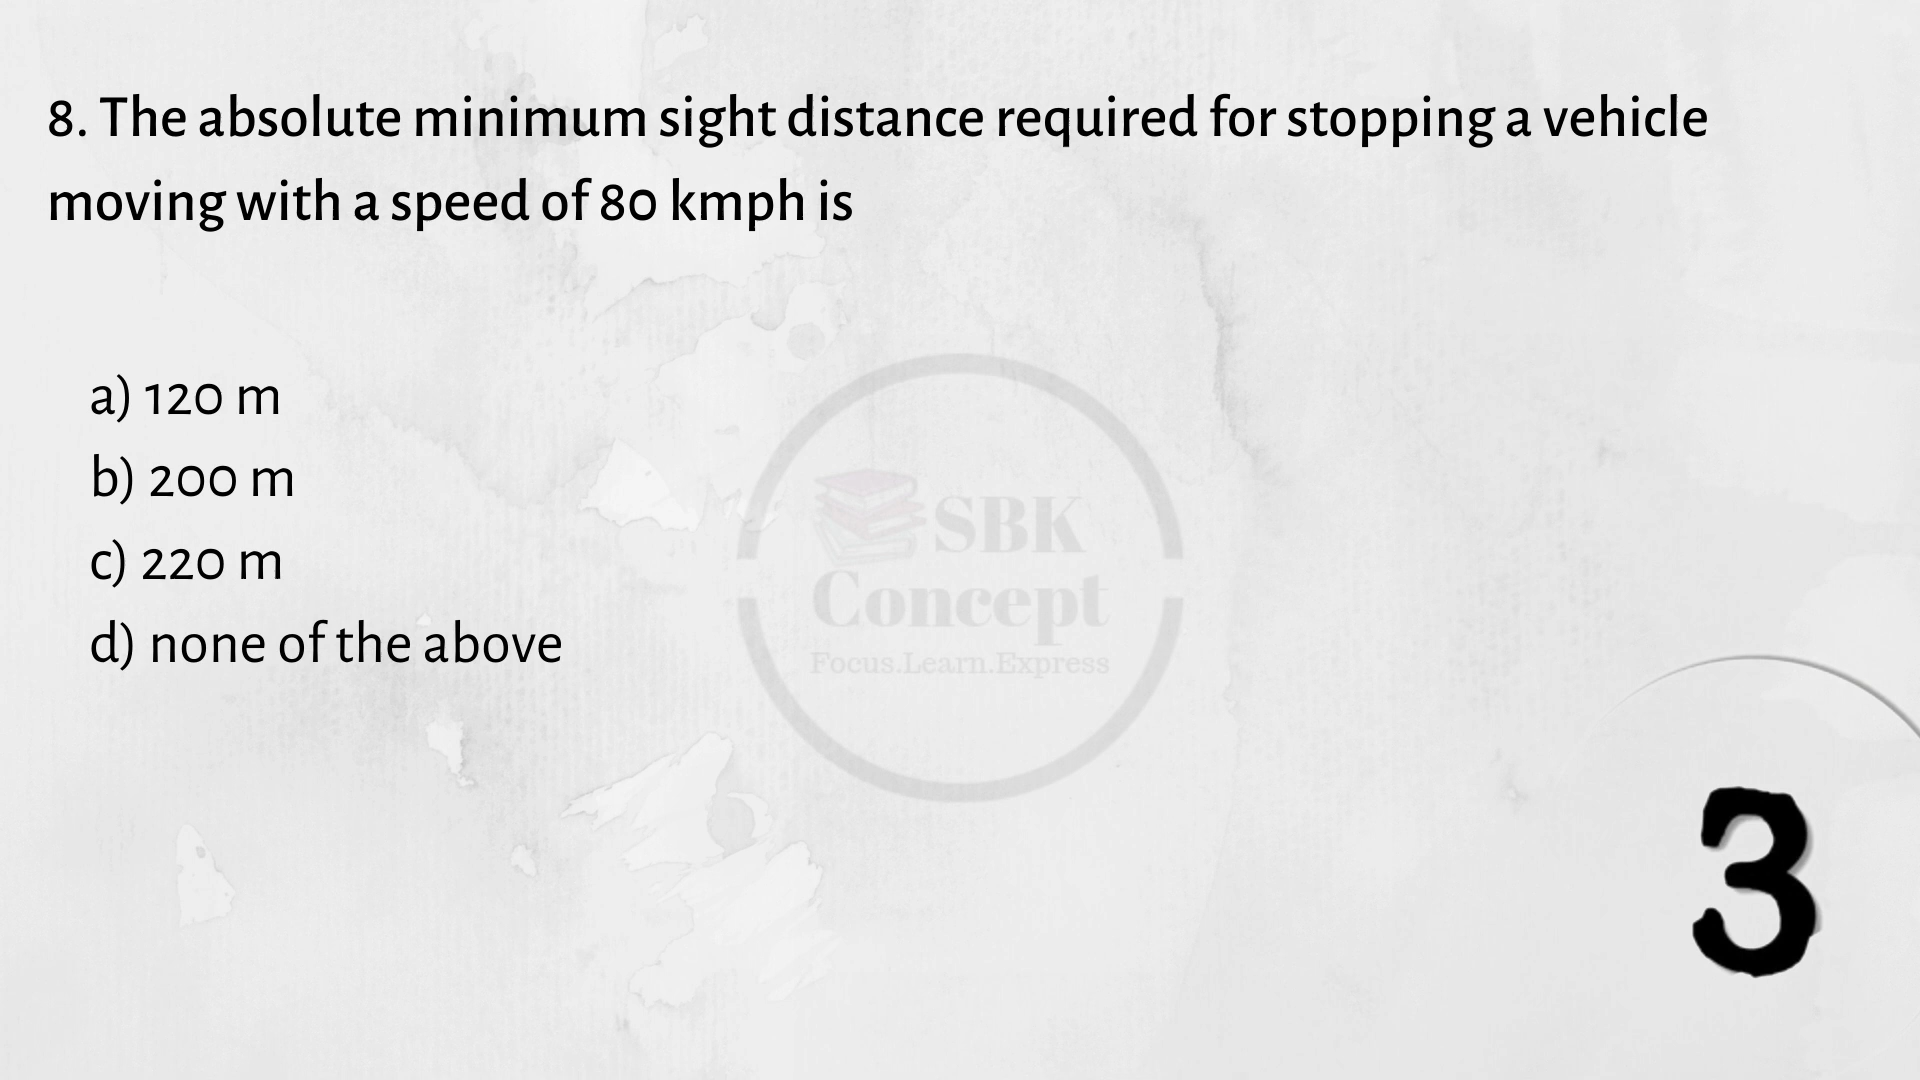 8. The absolute minimum sight distance required for stopping a vehicle
moving with a speed of 80 kmph is
a) 120 m
b) 200 m
c) 220 m
d) none of the above
SBK
Concept
Focus.Learn.Express
3